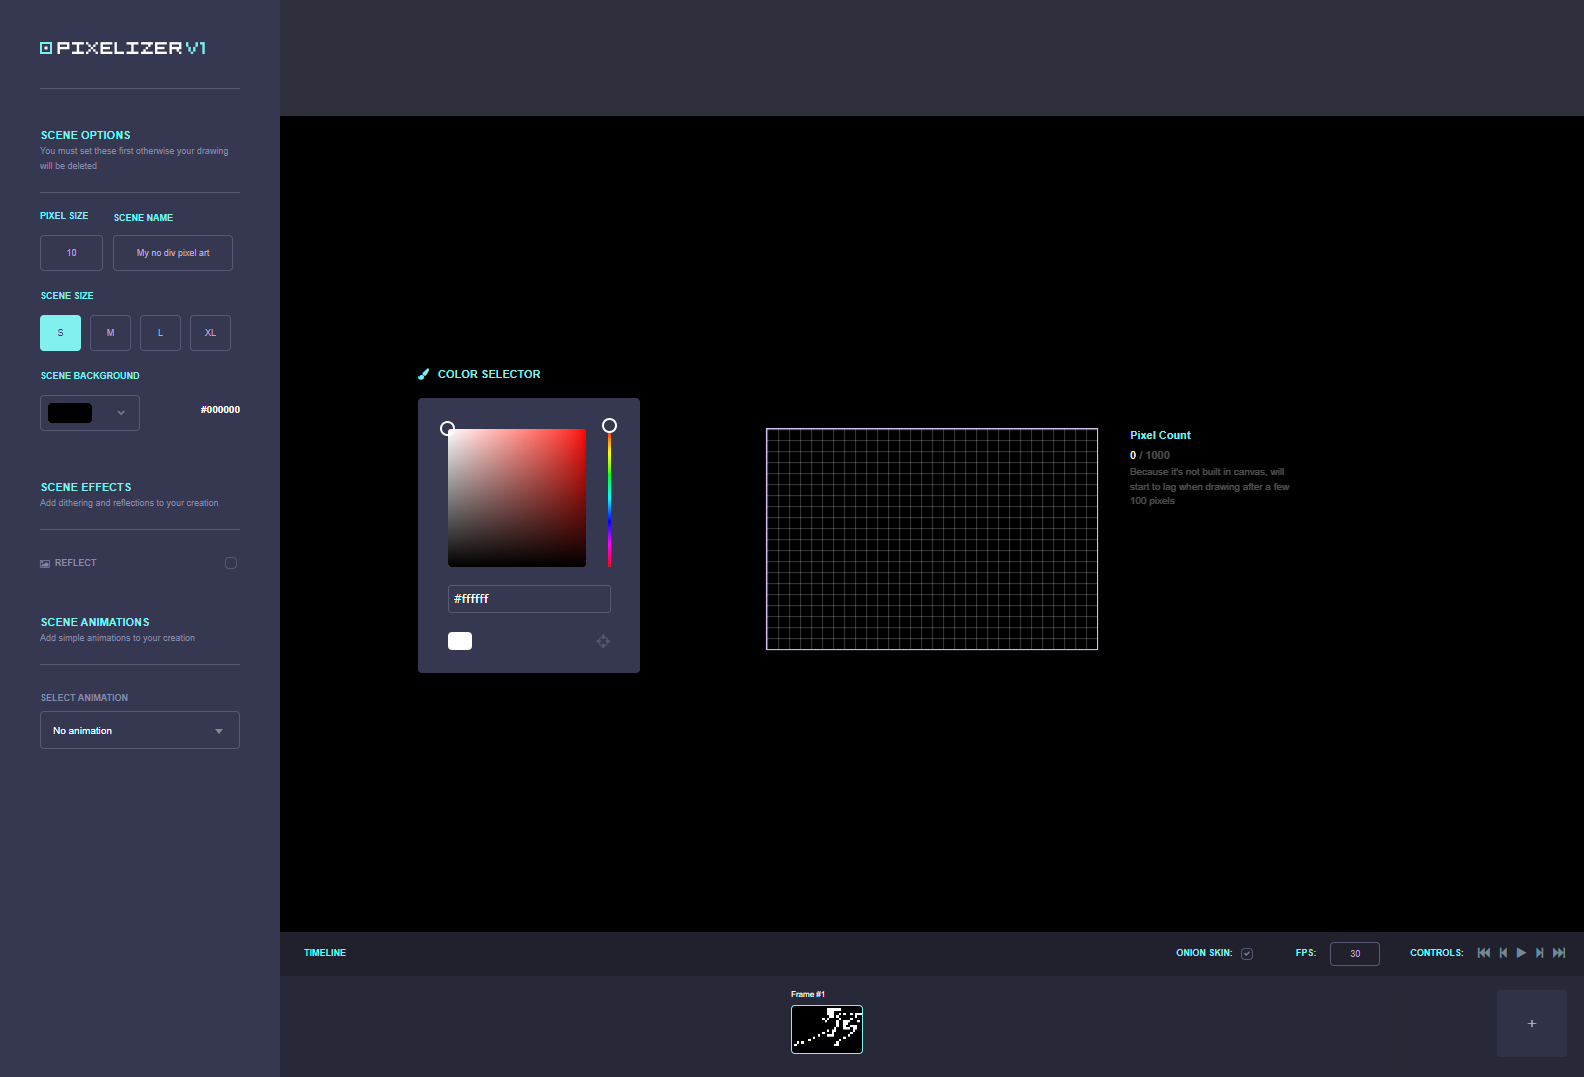 PIXELIZER V1
SCENE OPTIONS
You must set these first otherwise your drawing
will be deleted
PIXEL SIZE
SCENE NAME
10
My no div pixel art
SCENE SIZE
S
M
L
XL
SCENE BACKGROUND
#000000
SCENE EFFECTS
Add dithering and reflections to your creation
REFLECT
SCENE ANIMATIONS
Add simple animations to your creation
SELECT ANIMATION
No animation
COLOR SELECTOR
#ffffff
Pixel Count
0 / 1000
Because it's not built in canvas, will
start to lag when drawing after a few
100 pixels
TIMELINE
ONION SKIN:
FPS:
30
CONTROLS:
Frame #1
+